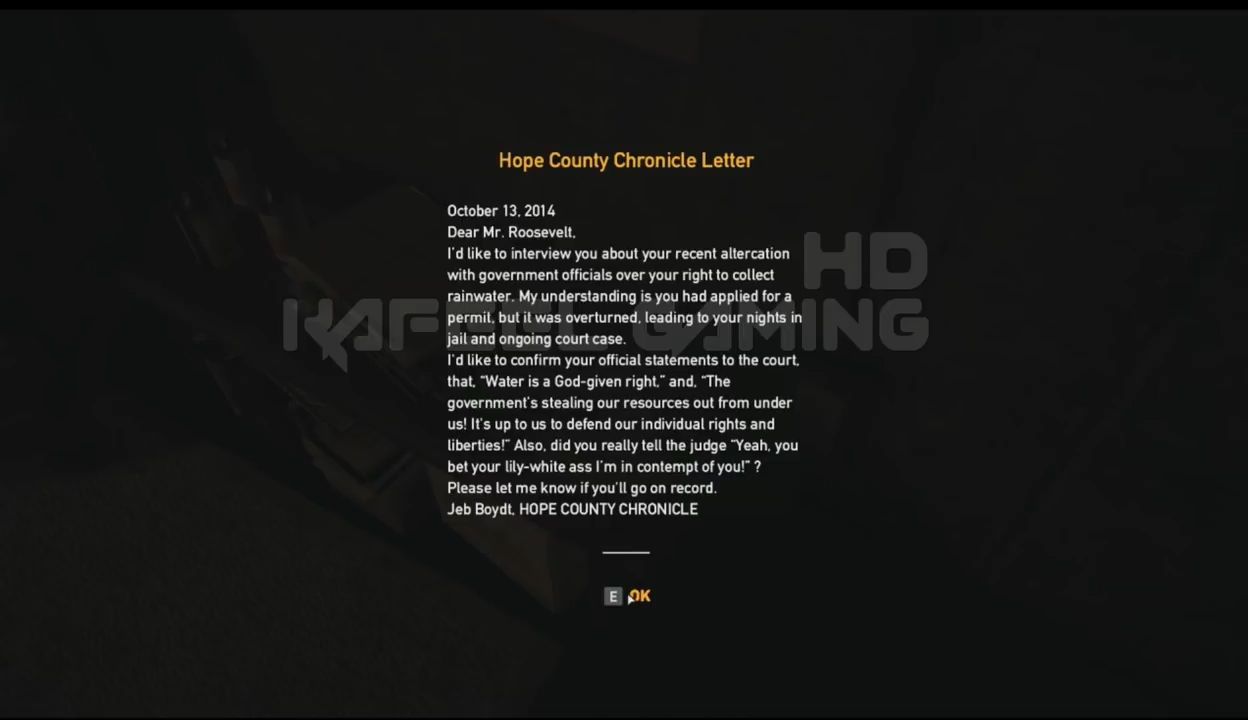 Hope County Chronicle Letter
October 13, 2014
Dear Mr. Roosevelt,
I'd like to interview you about your recent altercation
with government officials over your right to collect
rainwater. My understanding is you had applied for a
permit, but it was overturned, leading to your nights in
jail and ongoing court case.
I'd like to confirm your official statements to the court,
that, “Water is a God-given right,” and, “The
government's stealing our resources out from under
us! It's up to us to defend our individual rights and
liberties!” Also, did you really tell the judge “Yeah, you
bet your lily-white ass I'm in contempt of you!” ?
Please let me know if you'll go on record.
Jeb Boydt, HOPE COUNTY CHRONICLE
E OK
HD
KAFEEL GAMING